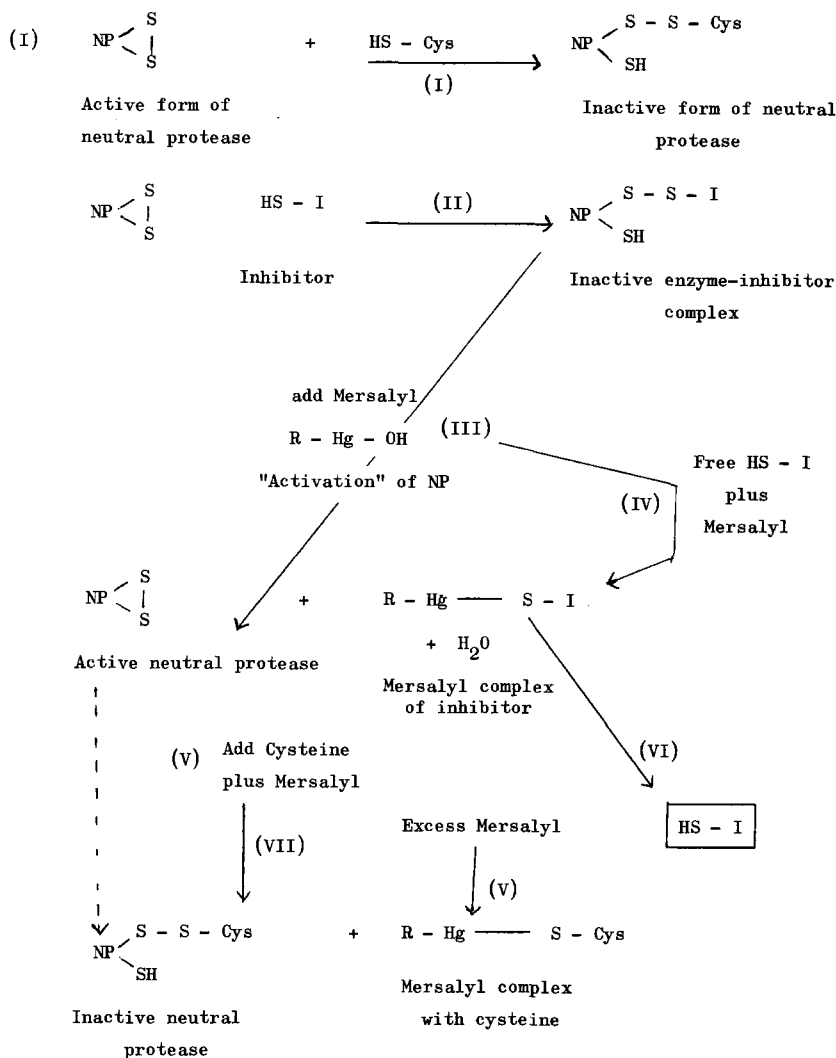 (I) NP S S + HS - Cys (I) NP S - S - Cys SH
Active form of neutral protease
Inactive form of neutral protease
NP S S HS - I (II) NP S - S - I SH
Inhibitor
Inactive enzyme-inhibitor complex
add Mersalyl
R - Hg - OH (III)
"Activation" of NP
(IV)
Free HS - I
plus
Mersalyl
NP S S + R - Hg — S - I
+ H2O
Active neutral protease
Mersalyl complex
of inhibitor
(V) Add Cysteine
plus Mersalyl
(VI)
HS - I
Excess Mersalyl
(VII)
(V)
NP S - S - Cys SH + R - Hg — S - Cys
Inactive neutral
protease
Mersalyl complex
with cysteine